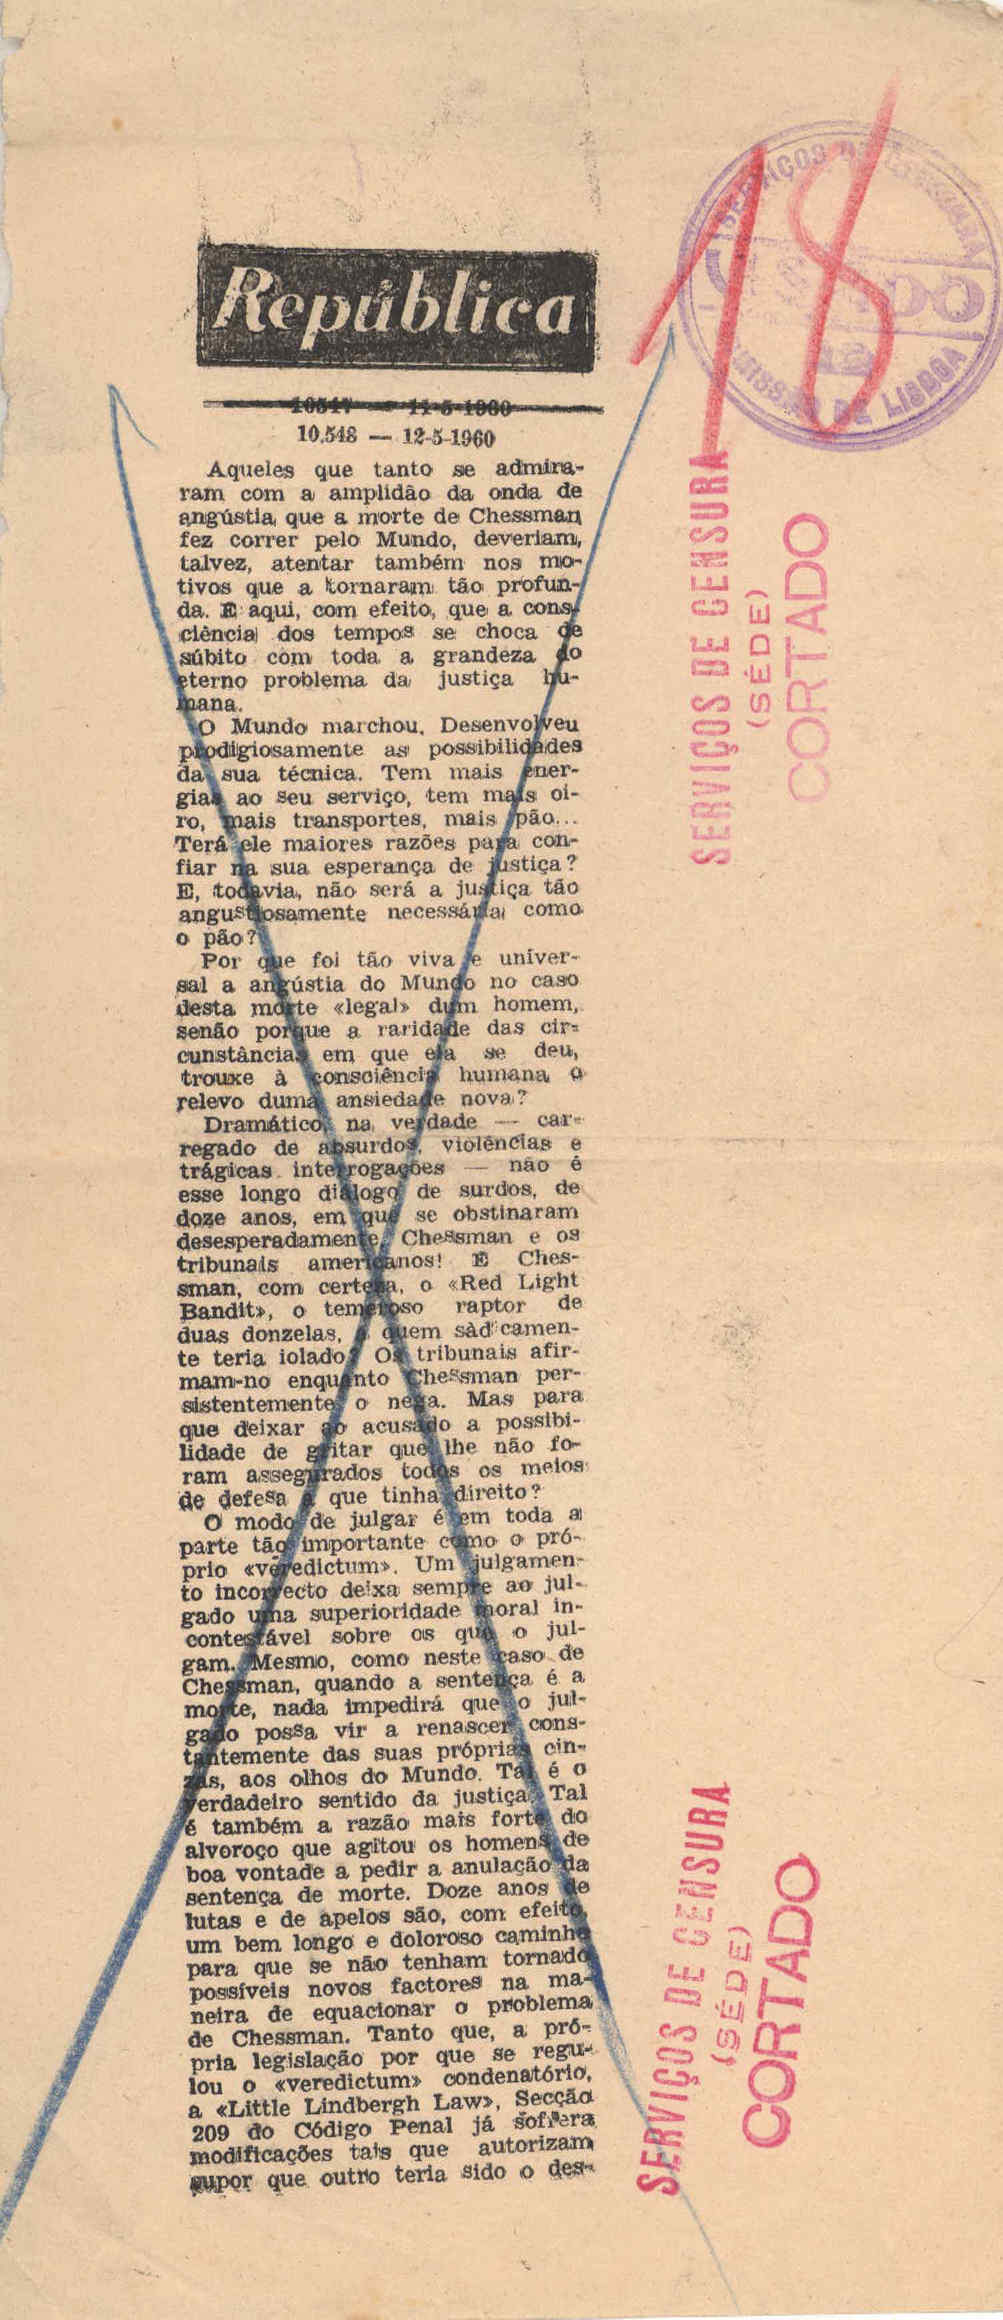 18
SERVIÇOS DE CENSURA
COMISSÃO DE LISBOA
República
10547 — 11-5-1960
10.548 — 12-5-1960
Aqueles que tanto se admira-
ram com a amplidão da onda de
angústia que a morte de Chessman
fez correr pelo Mundo, deveriam,
talvez, atentar também nos mo-
tivos que a tornaram tão profun-
da. E aqui, com efeito, que a cons-
ciência dos tempos se choca de
súbito com toda a grandeza do
eterno problema da justiça hu-
mana.
O Mundo marchou. Desenvolveu
prodigiosamente as possibilidades
da sua técnica. Tem mais ener-
gias ao seu serviço, tem mais oi-
ro, mais transportes, mais pão...
Terá ele maiores razões para con-
fiar na sua esperança de justiça?
E, todavia, não será a justiça tão
angustiosamente necessária como
o pão?
Por que foi tão viva e univer-
sal a angústia do Mundo no caso
desta morte «legal» dum homem,
senão porque a raridade das cir-
cunstâncias em que ela se deu,
trouxe à consciência humana o
relevo duma ansiedade nova?
Dramático, na verdade — car-
regado de absurdos, violências e
trágicas interrogações — não é
esse longo diálogo de surdos, de
doze anos, em que se obstinaram
desesperadamente, Chessman e os
tribunais americanos! E Ches-
sman, com certeza, o «Red Light
Bandit», o temeroso raptor de
duas donzelas, a quem sàdicamen-
te teria iolado? Os tribunais afir-
mam-no enquanto Chessman per-
sistentemente o nega. Mas para
que deixar ao acusado a possibi-
lidade de gritar que lhe não fo-
ram assegurados todos os meios
de defesa a que tinha direito?
O modo de julgar é em toda a
parte tão importante como o pró-
prio «veredictum». Um julgamen-
to incorrecto deixa sempre ao jul-
gado uma superioridade moral in-
contestável sobre os que o jul-
gam. Mesmo, como neste caso de
Chessman, quando a sentença é a
morte, nada impedirá que o jul-
gado possa vir a renascer cons-
tantemente das suas próprias cin-
zas, aos olhos do Mundo. Tal é o
verdadeiro sentido da justiça. Tal
é também a razão mais forte do
alvoroço que agitou os homens de
boa vontade a pedir a anulação da
sentença de morte. Doze anos de
lutas e de apelos são, com efeito,
um bem longo e doloroso caminho
para que se não tenham tornado
possíveis novos factores na ma-
neira de equacionar o problema
de Chessman. Tanto que, a pró-
pria legislação por que se regu-
lou o «veredictum» condenatório,
a «Little Lindbergh Law», Secção
209 do Código Penal já sofrera
modificações tais que autorizam
supor que outro teria sido o des-
SERVIÇOS DE CENSURA
(SÉDE)
CORTADO
SERVIÇOS DE CENSURA
(SÉDE)
CORTADO